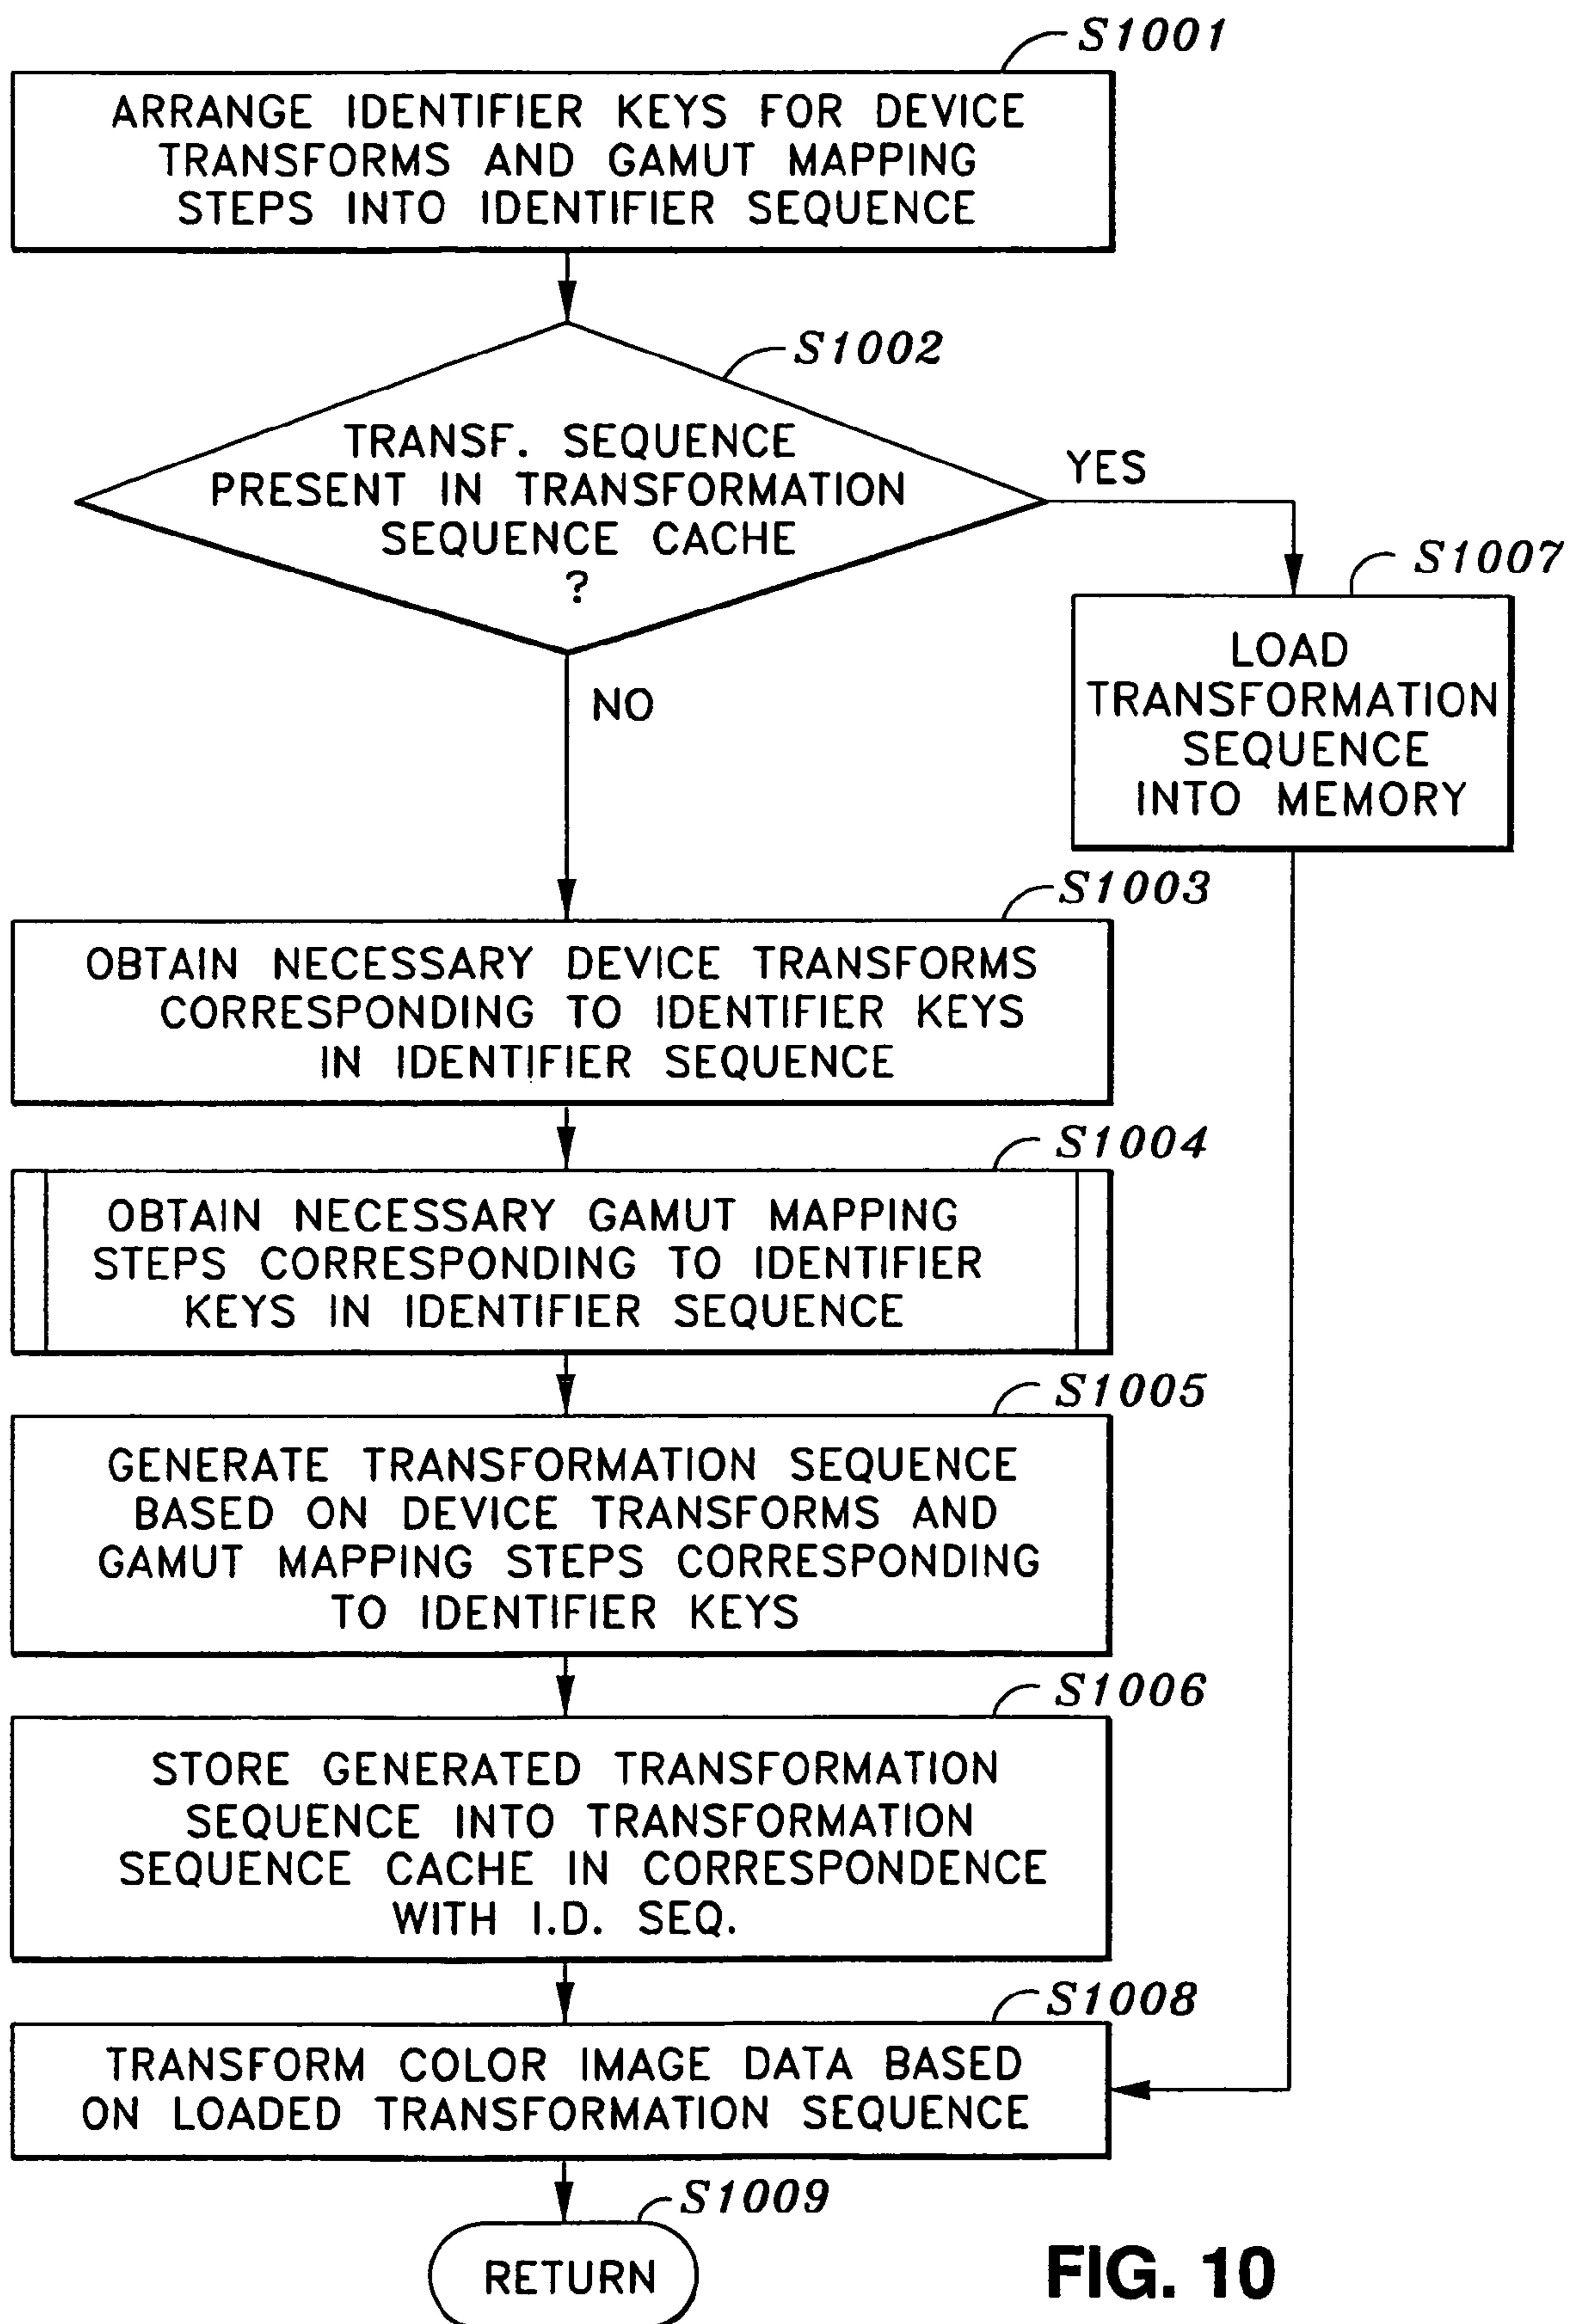 S1001
ARRANGE IDENTIFIER KEYS FOR DEVICE
TRANSFORMS AND GAMUT MAPPING
STEPS INTO IDENTIFIER SEQUENCE
S1002
TRANSF. SEQUENCE
PRESENT IN TRANSFORMATION
SEQUENCE CACHE
?
YES
NO
S1007
LOAD
TRANSFORMATION
SEQUENCE
INTO MEMORY
S1003
OBTAIN NECESSARY DEVICE TRANSFORMS
CORRESPONDING TO IDENTIFIER KEYS
IN IDENTIFIER SEQUENCE
S1004
OBTAIN NECESSARY GAMUT MAPPING
STEPS CORRESPONDING TO IDENTIFIER
KEYS IN IDENTIFIER SEQUENCE
S1005
GENERATE TRANSFORMATION SEQUENCE
BASED ON DEVICE TRANSFORMS AND
GAMUT MAPPING STEPS CORRESPONDING
TO IDENTIFIER KEYS
S1006
STORE GENERATED TRANSFORMATION
SEQUENCE INTO TRANSFORMATION
SEQUENCE CACHE IN CORRESPONDENCE
WITH I.D. SEQ.
S1008
TRANSFORM COLOR IMAGE DATA BASED
ON LOADED TRANSFORMATION SEQUENCE
S1009
RETURN
FIG. 10